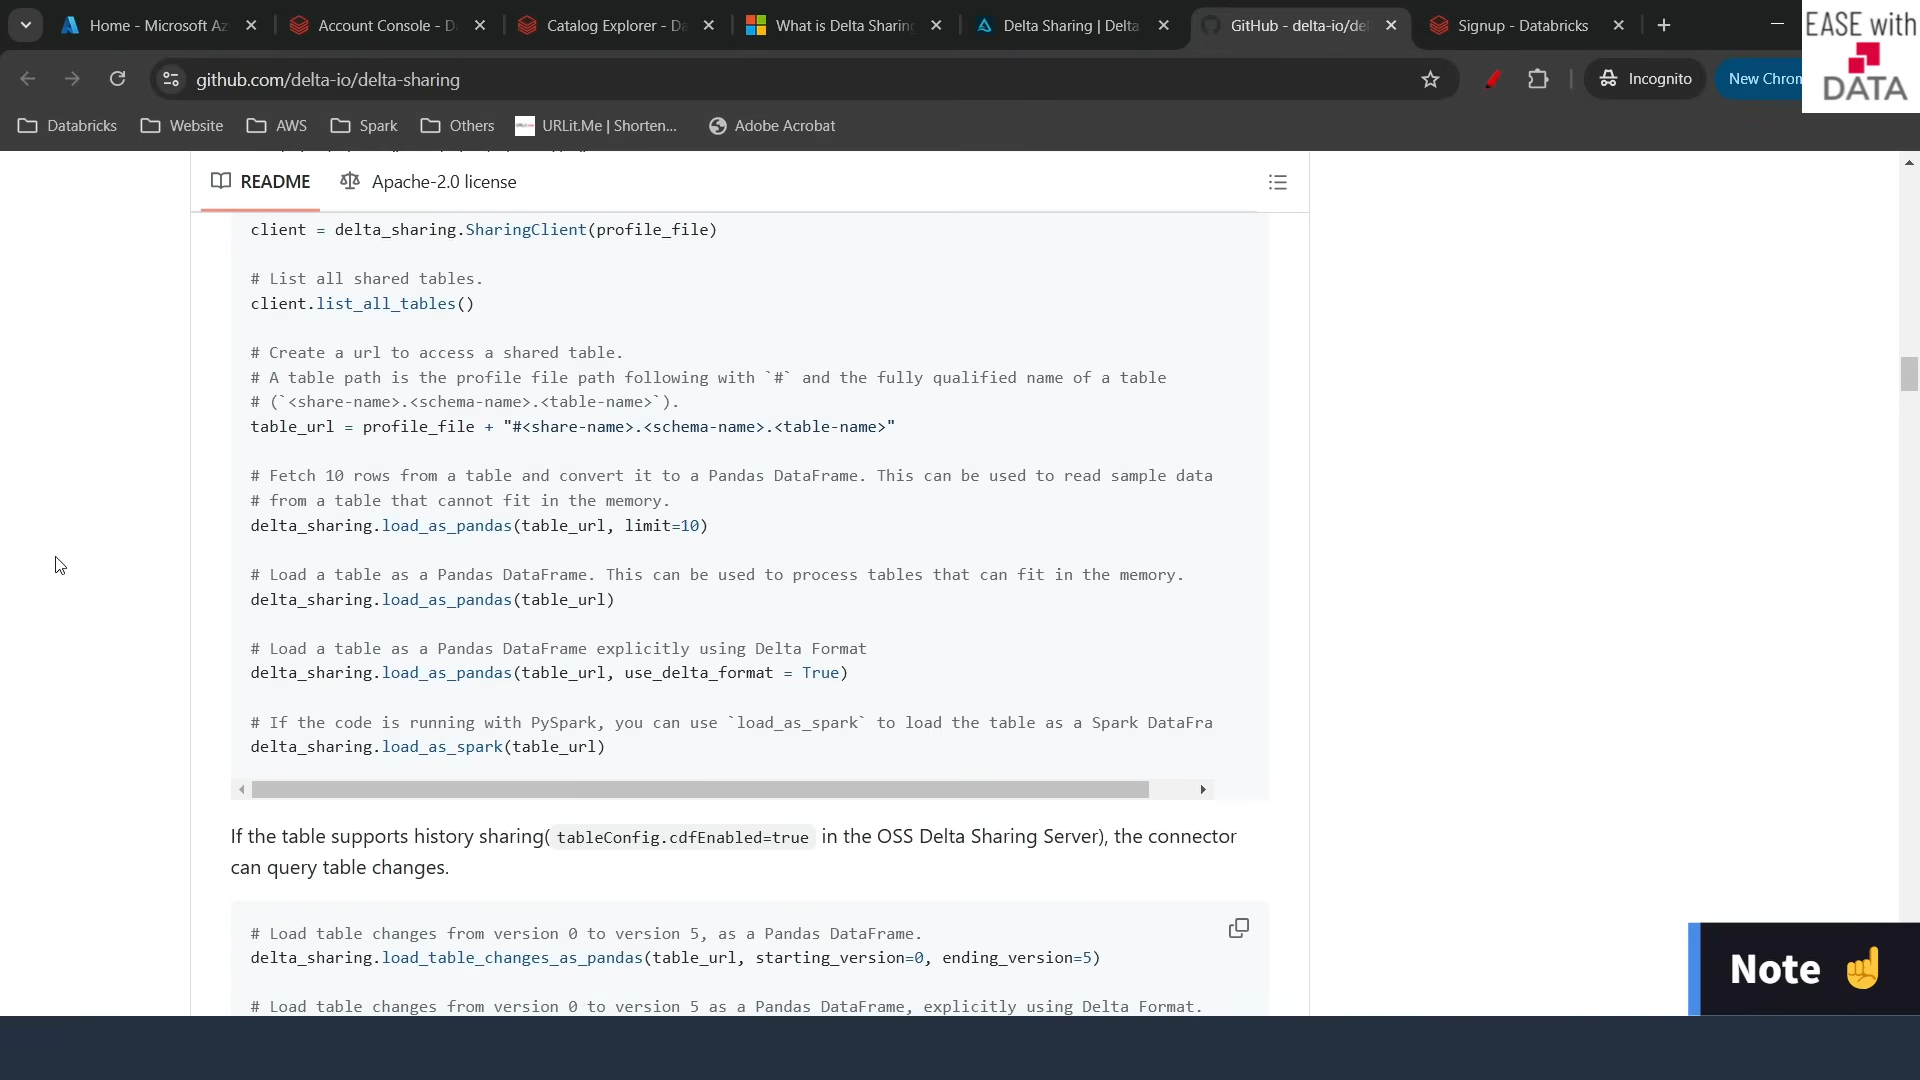 Home - Microsoft Az
Account Console - D
Catalog Explorer - Da
What is Delta Sharing
Delta Sharing | Delta
GitHub - delta-io/del
Signup - Databricks
EASE with
DATA
github.com/delta-io/delta-sharing
Incognito
New Chrom
Databricks
Website
AWS
Spark
Others
URLit.Me | Shorten...
Adobe Acrobat
README
Apache-2.0 license
client = delta_sharing.SharingClient(profile_file)
# List all shared tables.
client.list_all_tables()
# Create a url to access a shared table.
# A table path is the profile file path following with `#` and the fully qualified name of a table
# (`<share-name>.<schema-name>.<table-name>`).
table_url = profile_file + "#<share-name>.<schema-name>.<table-name>"
# Fetch 10 rows from a table and convert it to a Pandas DataFrame. This can be used to read sample data
# from a table that cannot fit in the memory.
delta_sharing.load_as_pandas(table_url, limit=10)
# Load a table as a Pandas DataFrame. This can be used to process tables that can fit in the memory.
delta_sharing.load_as_pandas(table_url)
# Load a table as a Pandas DataFrame explicitly using Delta Format
delta_sharing.load_as_pandas(table_url, use_delta_format = True)
# If the code is running with PySpark, you can use `load_as_spark` to load the table as a Spark DataFra
delta_sharing.load_as_spark(table_url)
If the table supports history sharing( tableConfig.cdfEnabled=true in the OSS Delta Sharing Server), the connector
can query table changes.
# Load table changes from version 0 to version 5, as a Pandas DataFrame.
delta_sharing.load_table_changes_as_pandas(table_url, starting_version=0, ending_version=5)
# Load table changes from version 0 to version 5 as a Pandas DataFrame, explicitly using Delta Format.
Note